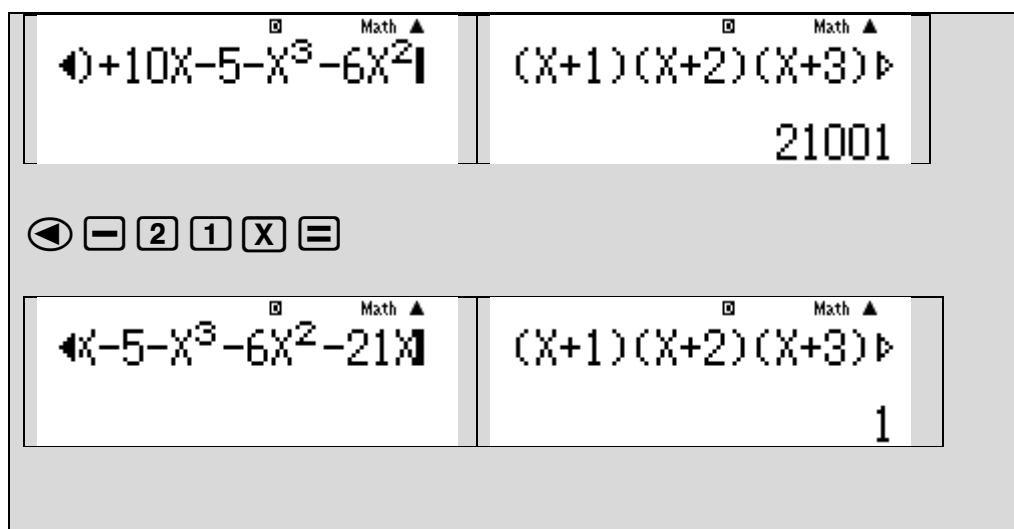 D Math ▲
◀)+10X−5−X³−6X²
D Math ▲
(X+1)(X+2)(X+3)▷
21001
◀ − 2 1 X =
D Math ▲
◀X−5−X³−6X²−21X
D Math ▲
(X+1)(X+2)(X+3)▷
1